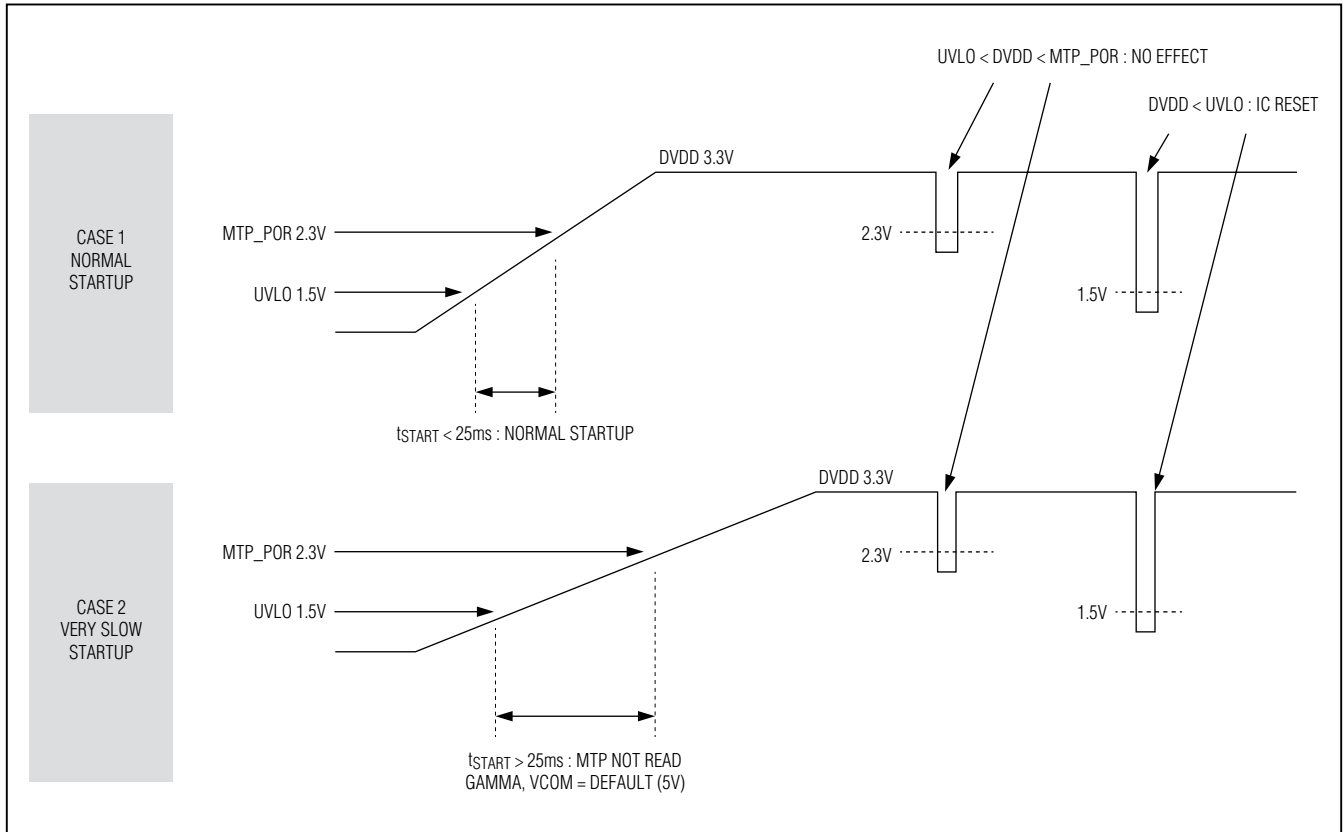 UVLO < DVDD < MTP_POR : NO EFFECT
DVDD < UVLO : IC RESET
CASE 1
NORMAL
STARTUP
DVDD 3.3V
MTP_POR 2.3V
2.3V
UVLO 1.5V
1.5V
tSTART < 25ms : NORMAL STARTUP
CASE 2
VERY SLOW
STARTUP
DVDD 3.3V
MTP_POR 2.3V
2.3V
UVLO 1.5V
1.5V
tSTART > 25ms : MTP NOT READ
GAMMA, VCOM = DEFAULT (5V)